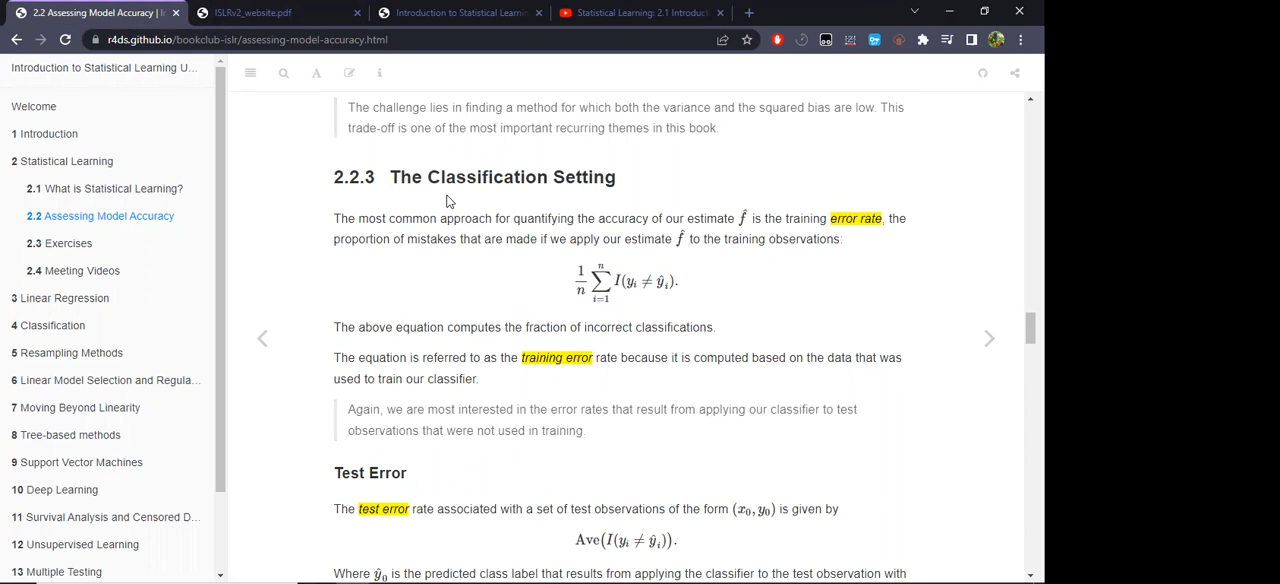 2.2 Assessing Model Accuracy | I
ISLRv2_website.pdf
Introduction to Statistical Learnin
Statistical Learning: 2.1 Introduct
r4ds.github.io/bookclub-islr/assessing-model-accuracy.html
Introduction to Statistical Learning U...
Welcome
1 Introduction
2 Statistical Learning
2.1 What is Statistical Learning?
2.2 Assessing Model Accuracy
2.3 Exercises
2.4 Meeting Videos
3 Linear Regression
4 Classification
5 Resampling Methods
6 Linear Model Selection and Regula...
7 Moving Beyond Linearity
8 Tree-based methods
9 Support Vector Machines
10 Deep Learning
11 Survival Analysis and Censored D...
12 Unsupervised Learning
13 Multiple Testing
The challenge lies in finding a method for which both the variance and the squared bias are low. This
trade-off is one of the most important recurring themes in this book.
2.2.3 The Classification Setting
The most common approach for quantifying the accuracy of our estimate f̂ is the training error rate, the
proportion of mistakes that are made if we apply our estimate f̂ to the training observations:
1/n ∑_{i=1}^{n} I(y_i ≠ ŷ_i).
The above equation computes the fraction of incorrect classifications.
The equation is referred to as the training error rate because it is computed based on the data that was
used to train our classifier.
Again, we are most interested in the error rates that result from applying our classifier to test
observations that were not used in training.
Test Error
The test error rate associated with a set of test observations of the form (x₀, y₀) is given by
Ave(I(y_i ≠ ŷ_i)).
Where ŷ₀ is the predicted class label that results from applying the classifier to the test observation with